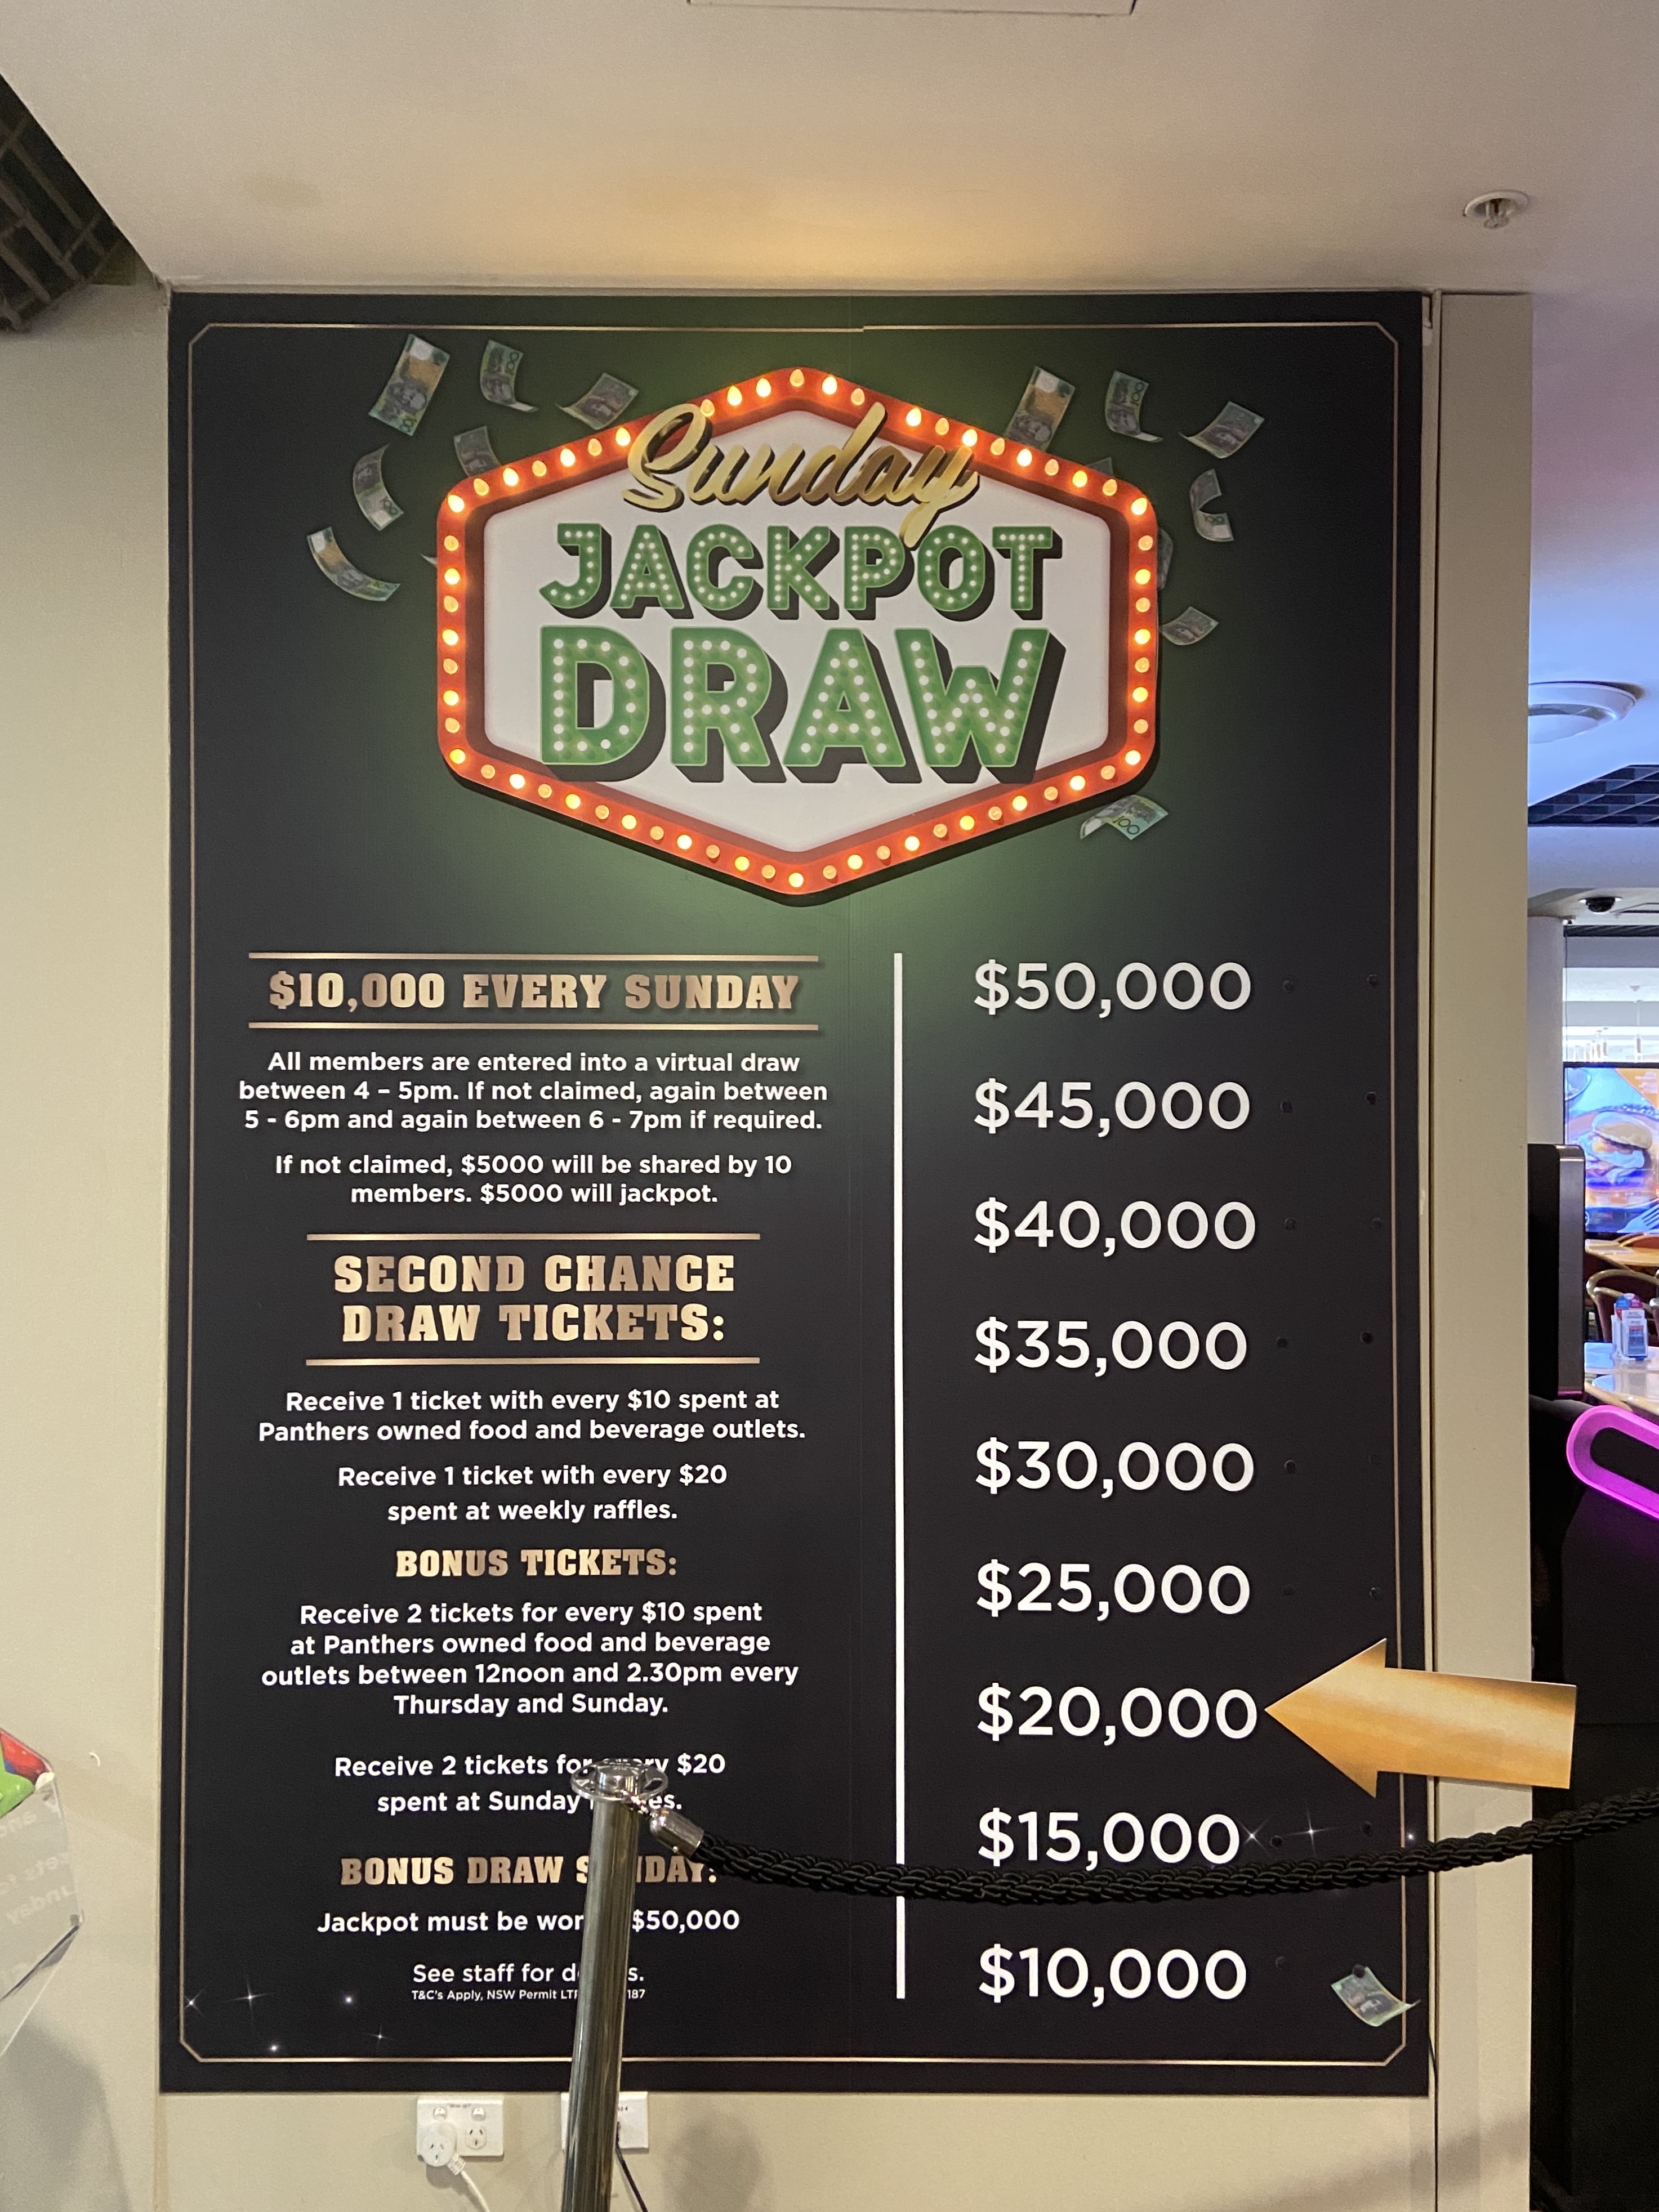 Sunday
JACKPOT
DRAW
$10,000 EVERY SUNDAY
All members are entered into a virtual draw
between 4 – 5pm. If not claimed, again between
5 - 6pm and again between 6 - 7pm if required.
If not claimed, $5000 will be shared by 10
members. $5000 will jackpot.
SECOND CHANCE
DRAW TICKETS:
Receive 1 ticket with every $10 spent at
Panthers owned food and beverage outlets.
Receive 1 ticket with every $20
spent at weekly raffles.
BONUS TICKETS:
Receive 2 tickets for every $10 spent
at Panthers owned food and beverage
outlets between 12noon and 2.30pm every
Thursday and Sunday.
Receive 2 tickets for every $20
spent at Sunday
BONUS DRAW SUNDAY:
Jackpot must be won $50,000
See staff for details.
T&C's Apply, NSW Permit
$50,000
$45,000
$40,000
$35,000
$30,000
$25,000
$20,000
$15,000
$10,000